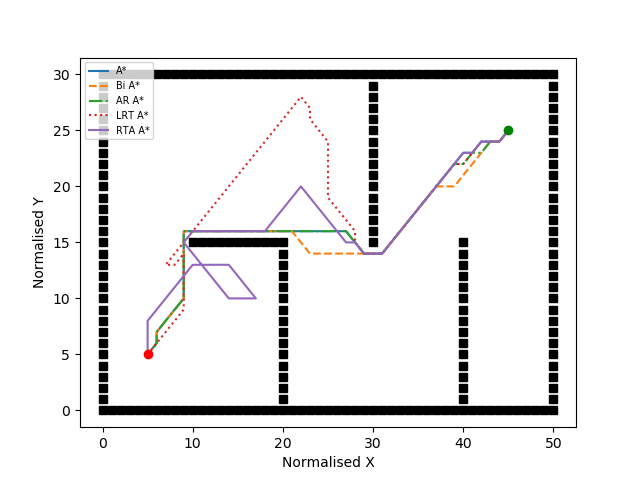 A*
Bi A*
AR A*
LRT A*
RTA A*
30
25
20
15
10
5
0
Normalised Y
0 10 20 30 40 50
Normalised X